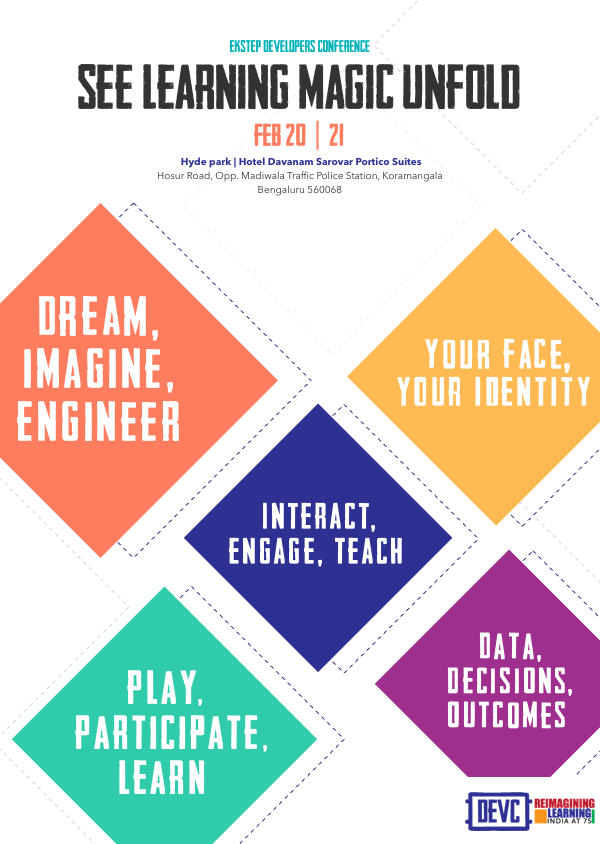 EKSTEP DEVELOPERS CONFERENCE
SEE LEARNING MAGIC UNFOLD
FEB 20 | 21
Hyde park | Hotel Davanam Sarovar Portico Suites
Hosur Road, Opp. Madiwala Traffic Police Station, Koramangala
Bengaluru 560068
DREAM,
IMAGINE,
ENGINEER
YOUR FACE,
YOUR IDENTITY
INTERACT,
ENGAGE, TEACH
DATA,
DECISIONS,
OUTCOMES
PLAY,
PARTICIPATE,
LEARN
DEVC
REIMAGINING
LEARNING
INDIA AT 75